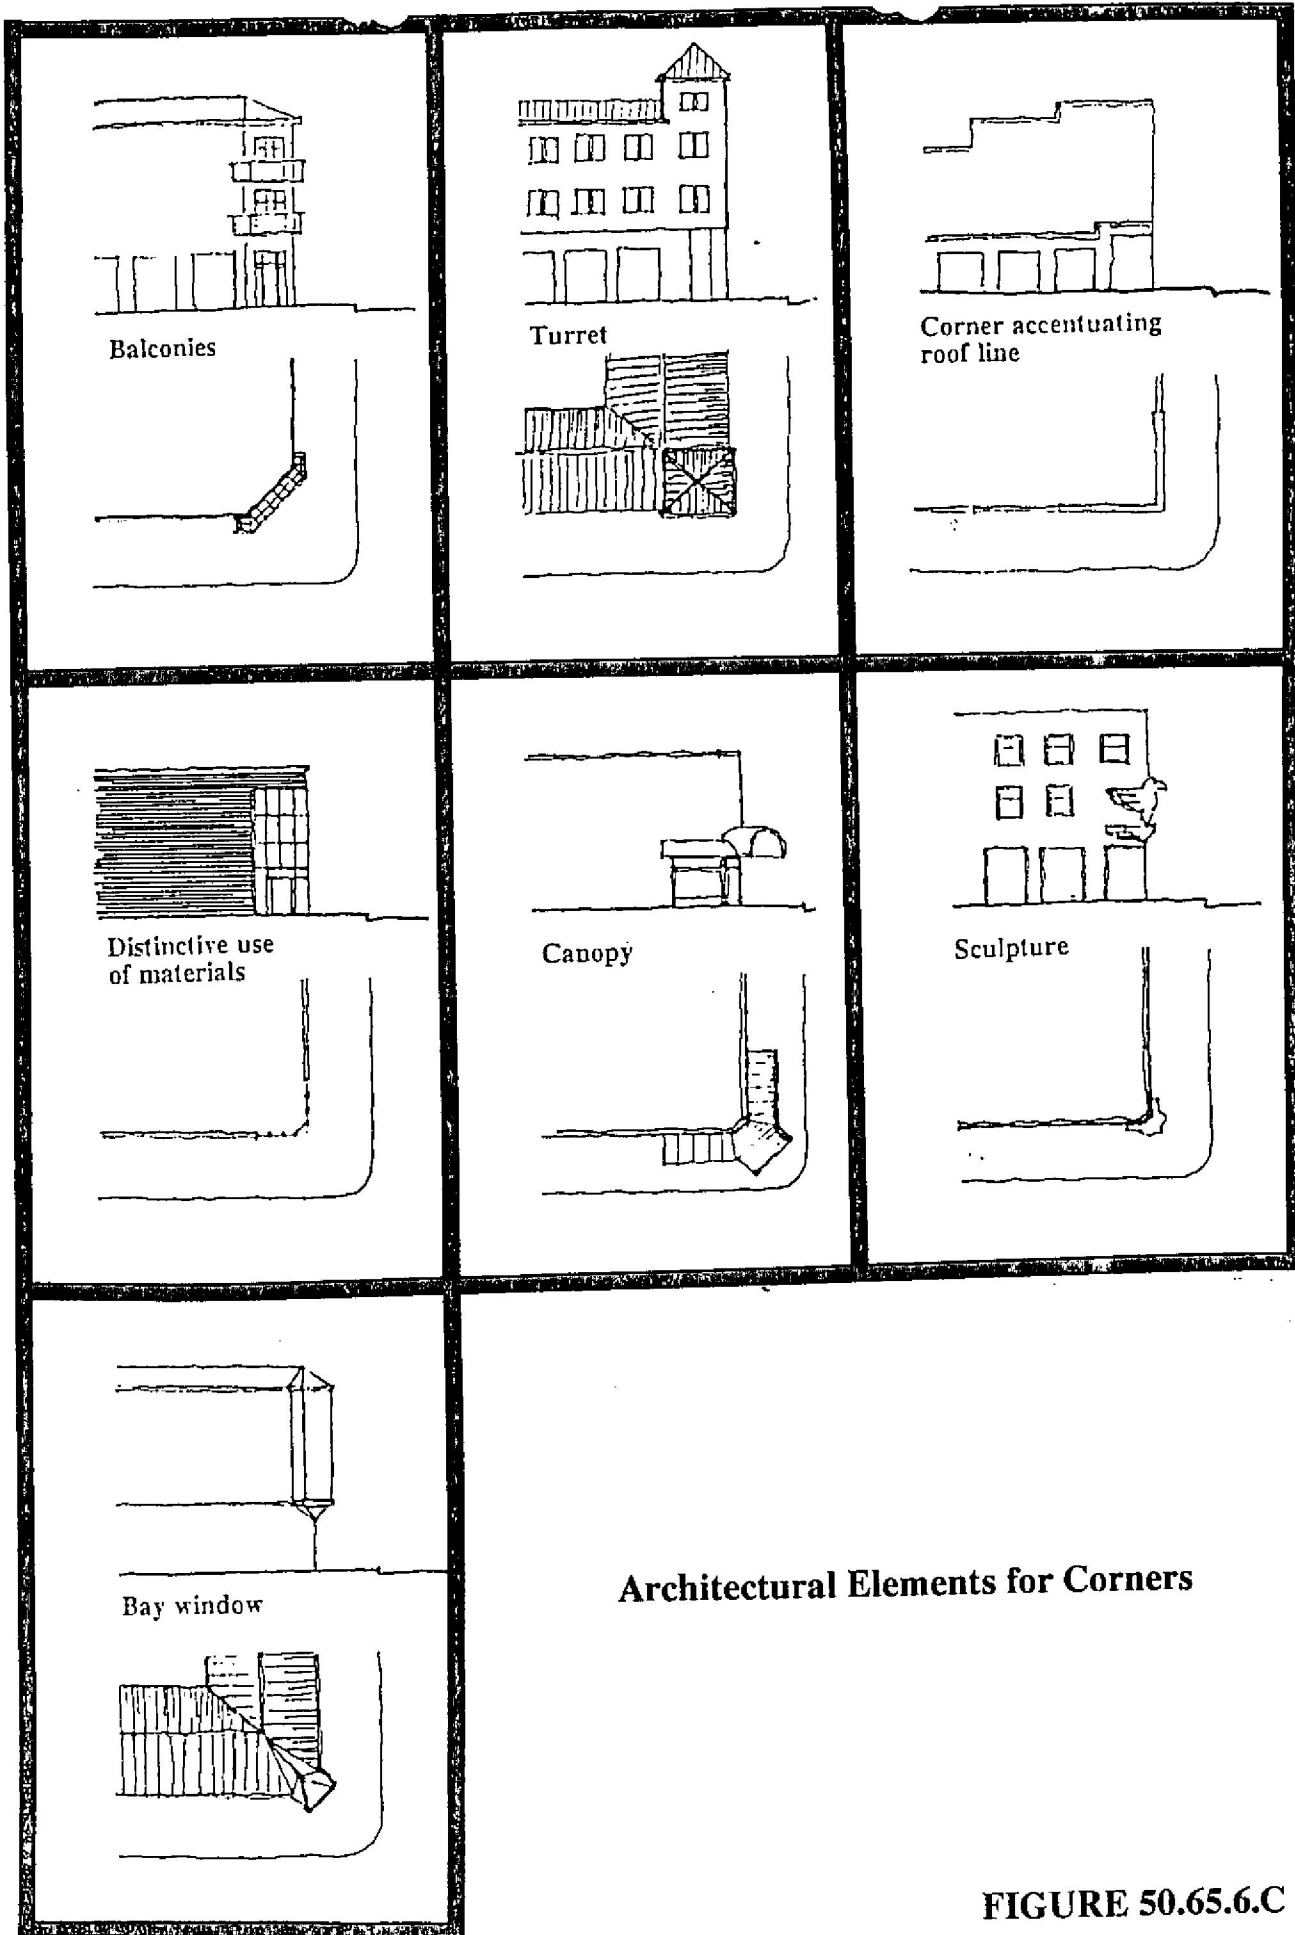 Balconies
Turret
Corner accentuating
roof line
Distinctive use
of materials
Canopy
Sculpture
Bay window
Architectural Elements for Corners
FIGURE 50.65.6.C